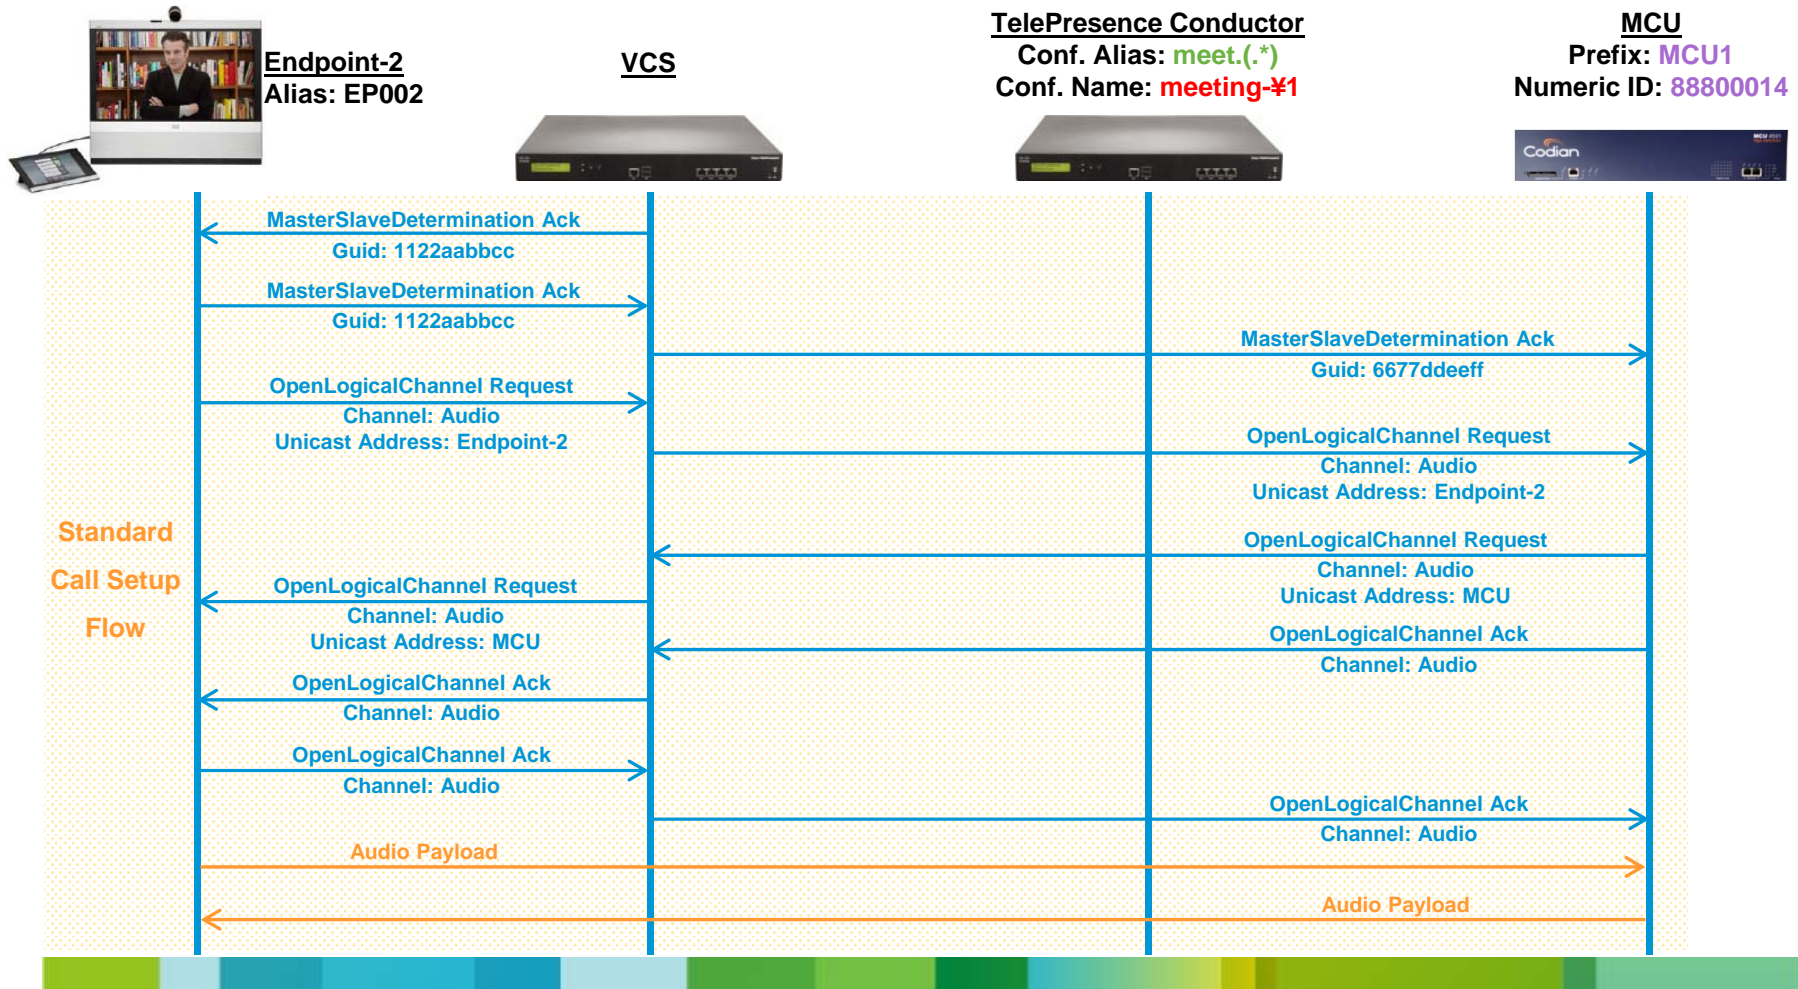 Endpoint-2
Alias: EP002
VCS
TelePresence Conductor
Conf. Alias: meet.(.*)
Conf. Name: meeting-¥1
MCU
Prefix: MCU1
Numeric ID: 88800014
Codian
MasterSlaveDetermination Ack
Guid: 1122aabbcc
MasterSlaveDetermination Ack
Guid: 1122aabbcc
MasterSlaveDetermination Ack
Guid: 6677ddeeff
OpenLogicalChannel Request
Channel: Audio
Unicast Address: Endpoint-2
OpenLogicalChannel Request
Channel: Audio
Unicast Address: Endpoint-2
Standard
Call Setup
Flow
OpenLogicalChannel Request
Channel: Audio
Unicast Address: MCU
OpenLogicalChannel Request
Channel: Audio
Unicast Address: MCU
OpenLogicalChannel Ack
Channel: Audio
OpenLogicalChannel Ack
Channel: Audio
OpenLogicalChannel Ack
Channel: Audio
OpenLogicalChannel Ack
Channel: Audio
Audio Payload
Audio Payload